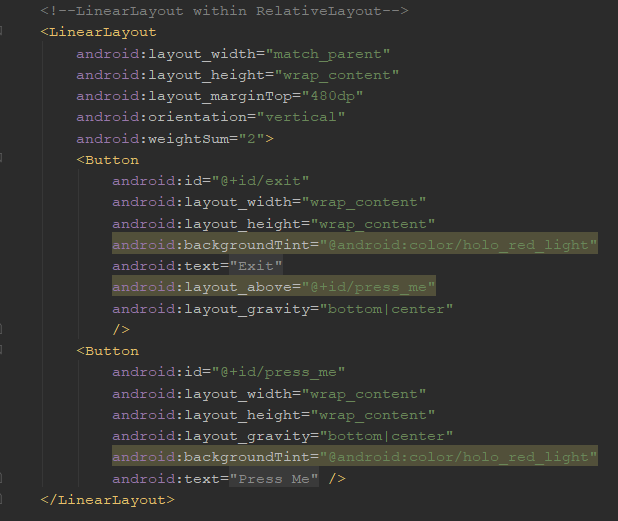 <!--LinearLayout within RelativeLayout-->
<LinearLayout
android:layout_width="match_parent"
android:layout_height="wrap_content"
android:layout_marginTop="480dp"
android:orientation="vertical"
android:weightSum="2">
<Button
android:id="@+id/exit"
android:layout_width="wrap_content"
android:layout_height="wrap_content"
android:backgroundTint="@android:color/holo_red_light"
android:text="Exit"
android:layout_above="@+id/press_me"
android:layout_gravity="bottom|center"
/>
<Button
android:id="@+id/press_me"
android:layout_width="wrap_content"
android:layout_height="wrap_content"
android:layout_gravity="bottom|center"
android:backgroundTint="@android:color/holo_red_light"
android:text="Press Me" />
</LinearLayout>